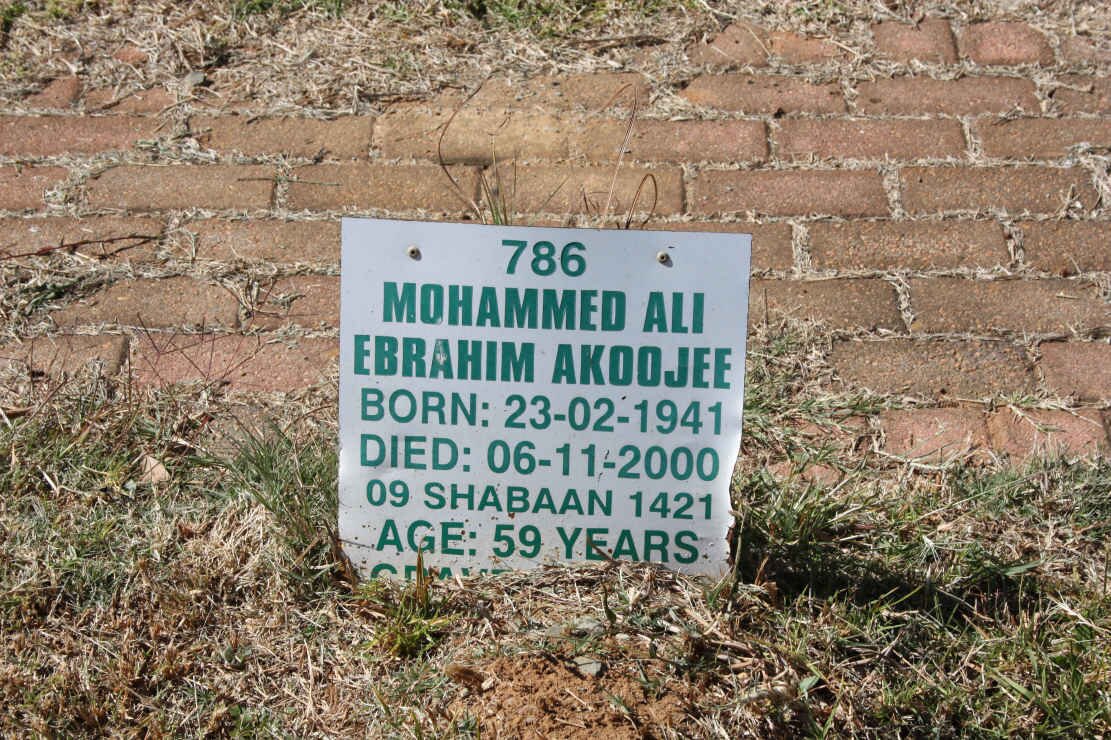 786
MOHAMMED ALI
EBRAHIM AKOOJEE
BORN: 23-02-1941
DIED: 06-11-2000
09 SHABAAN 1421
AGE: 59 YEARS